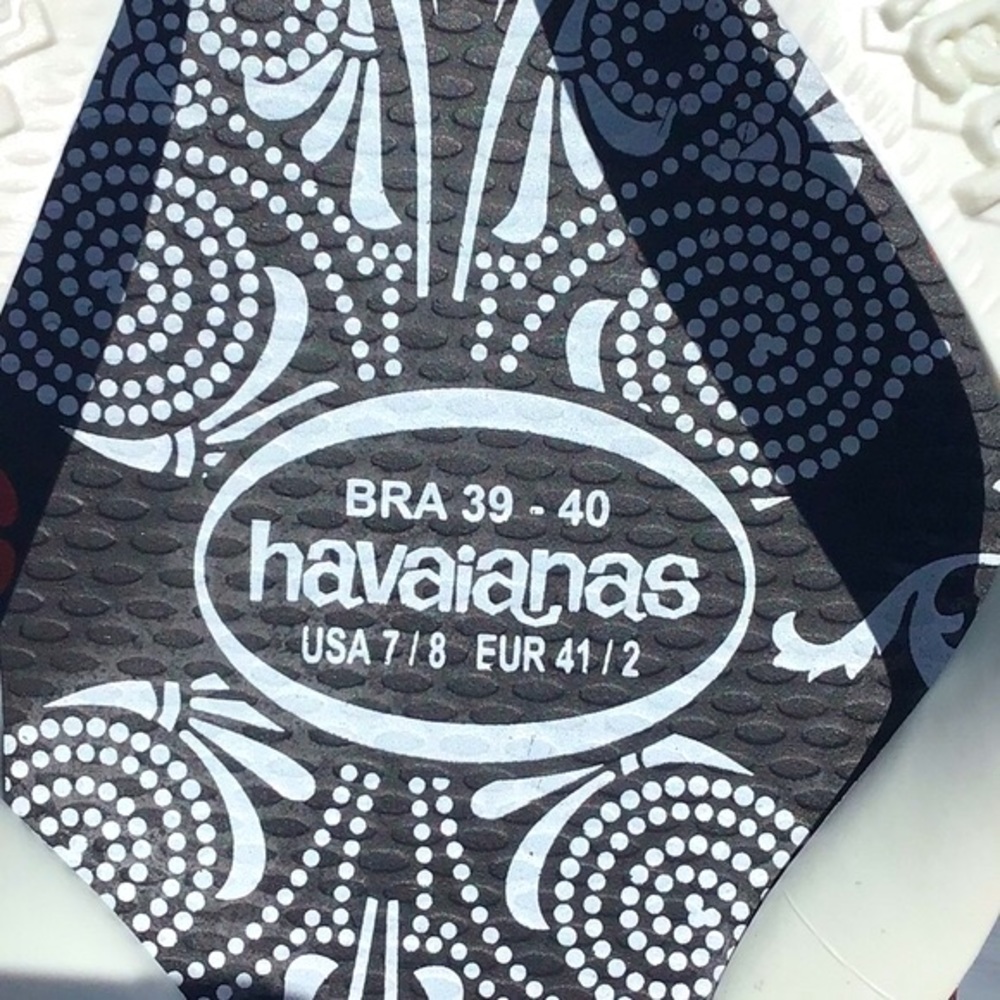 BRA 39 - 40
havaianas
USA 7 / 8 EUR 41 / 2